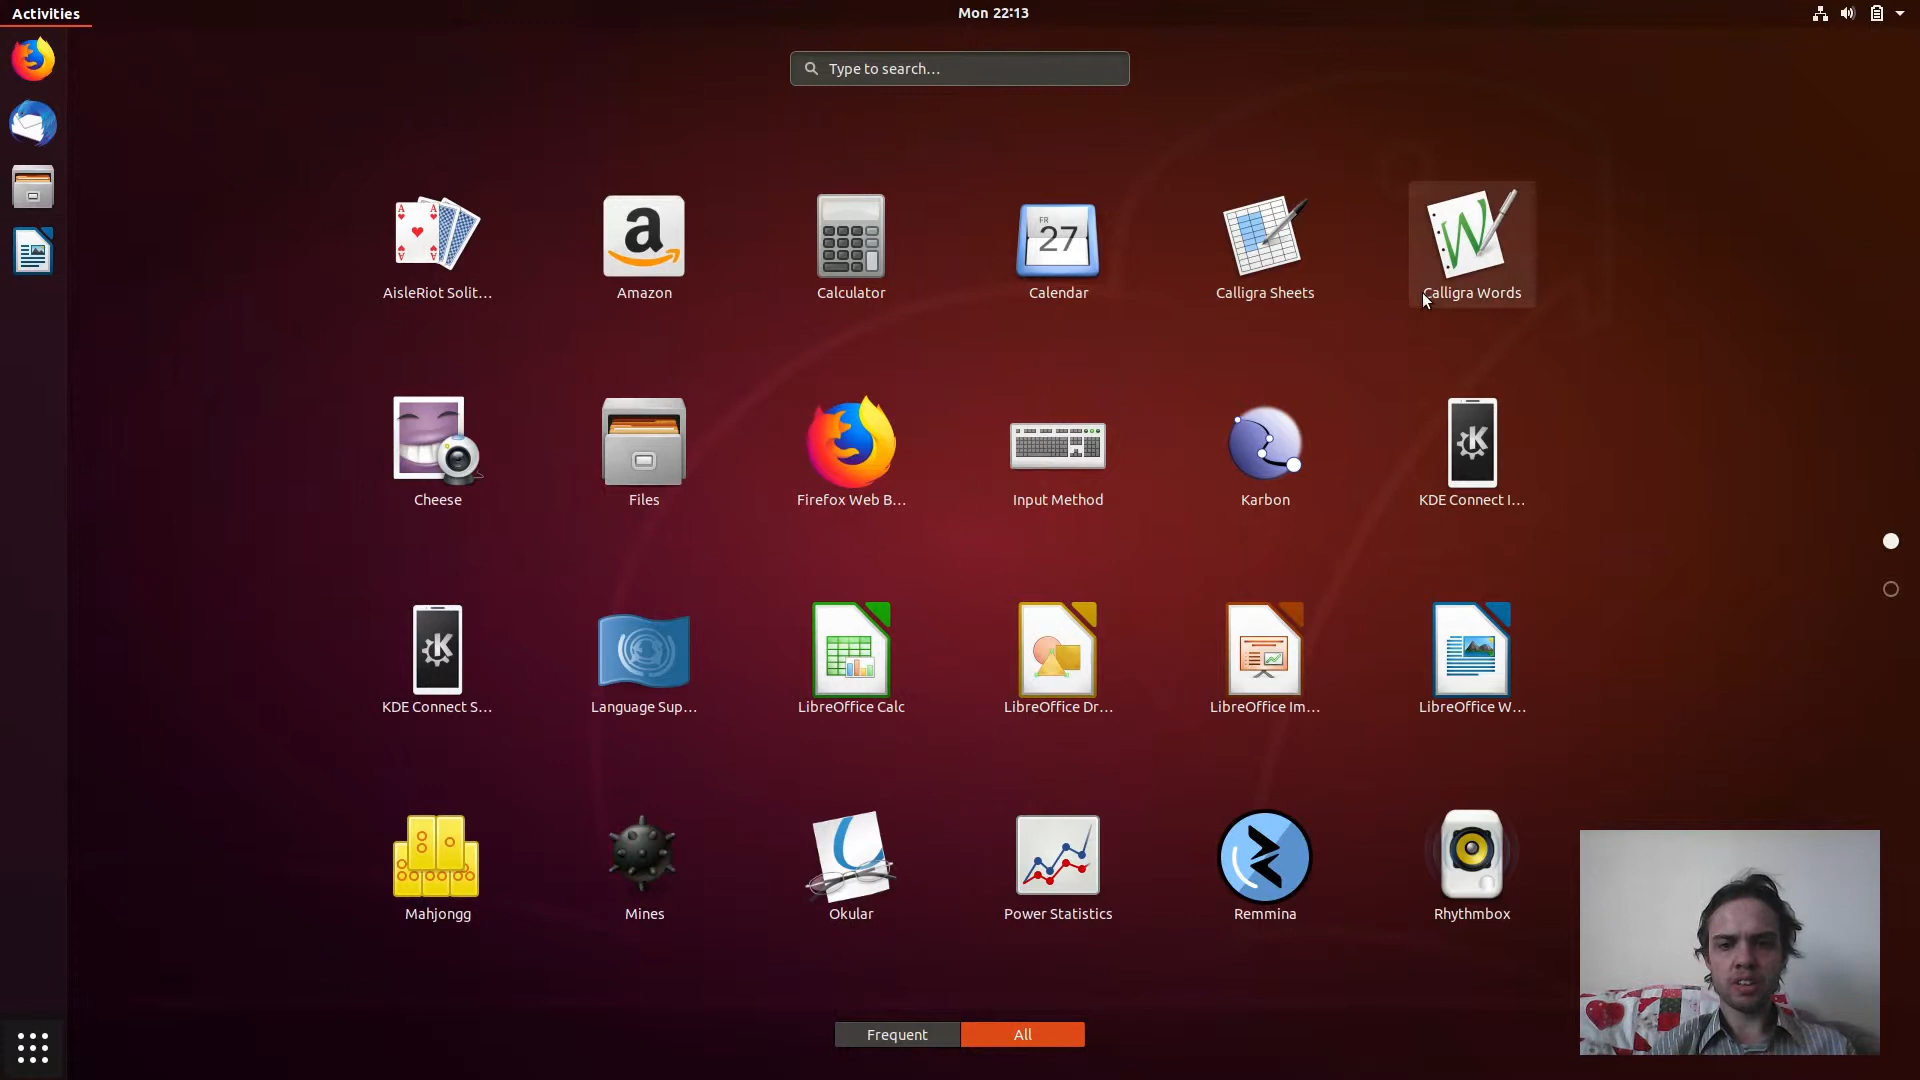 Activities
Mon 22:13
Type to search...
AisleRiot Solit...
Amazon
Calculator
FR
27
Calendar
Calligra Sheets
Calligra Words
Cheese
Files
Firefox Web B...
Input Method
Karbon
KDE Connect I...
KDE Connect S...
Language Sup...
LibreOffice Calc
LibreOffice Dr...
LibreOffice Im...
LibreOffice W...
Mahjongg
Mines
Okular
Power Statistics
Remmina
Rhythmbox
Frequent
All